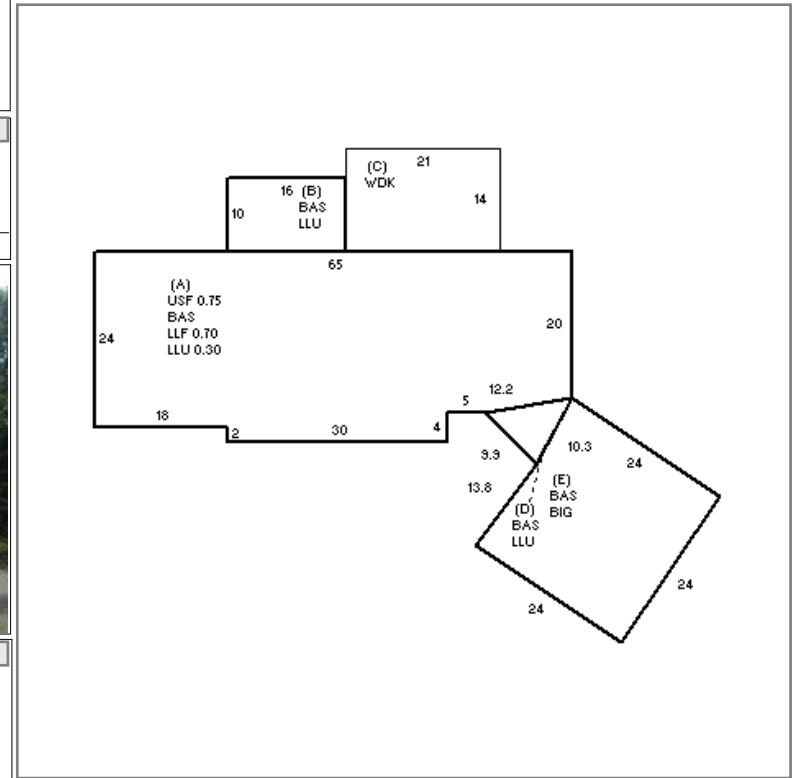 (C)
WDK
21
14
16 (B)
BAS
LLU
10
65
(A)
USF 0.75
BAS
LLF 0.70
LLU 0.30
24
20
12.2
5
18
2
30
4
9.9
10.3
24
13.8
(E)
BAS
BIG
(D)
BAS
LLU
24
24